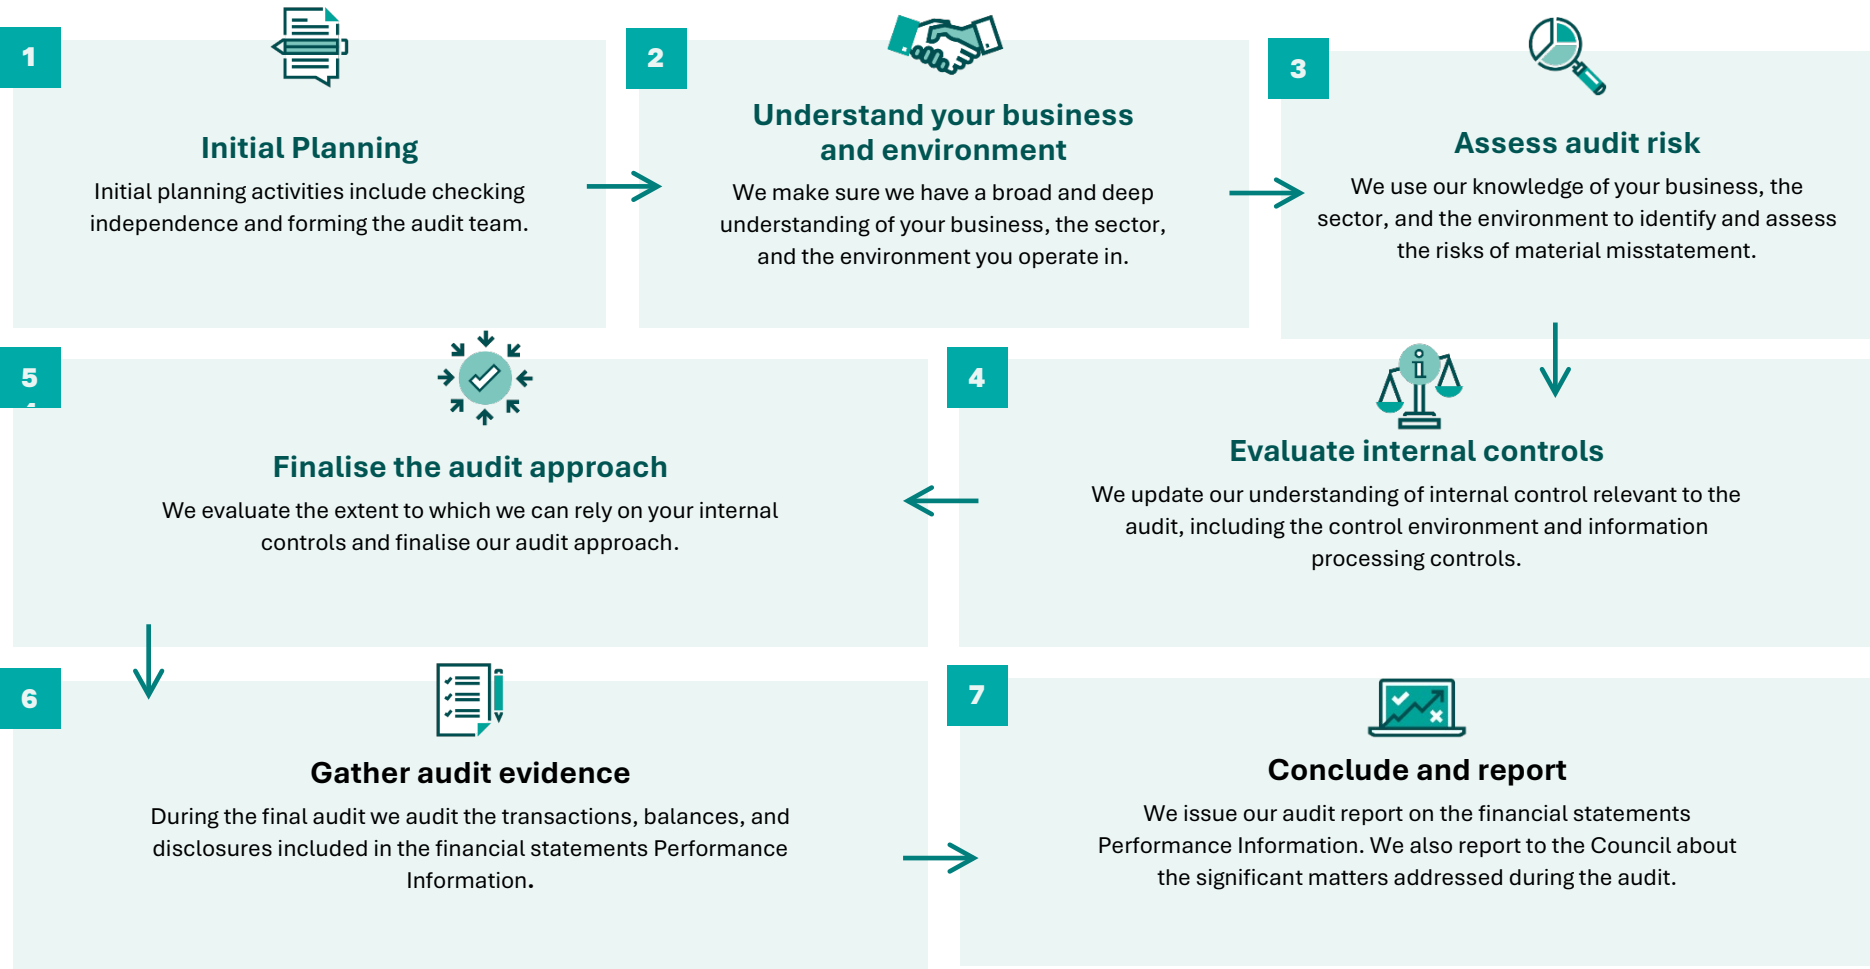 1
Initial Planning
Initial planning activities include checking
independence and forming the audit team.
2
Understand your business
and environment
We make sure we have a broad and deep
understanding of your business, the sector,
and the environment you operate in.
3
Assess audit risk
We use our knowledge of your business, the
sector, and the environment to identify and assess
the risks of material misstatement.
4
Evaluate internal controls
We update our understanding of internal control relevant to the
audit, including the control environment and information
processing controls.
5
Finalise the audit approach
We evaluate the extent to which we can rely on your internal
controls and finalise our audit approach.
6
Gather audit evidence
During the final audit we audit the transactions, balances, and
disclosures included in the financial statements Performance
Information.
7
Conclude and report
We issue our audit report on the financial statements
Performance Information. We also report to the Council about
the significant matters addressed during the audit.